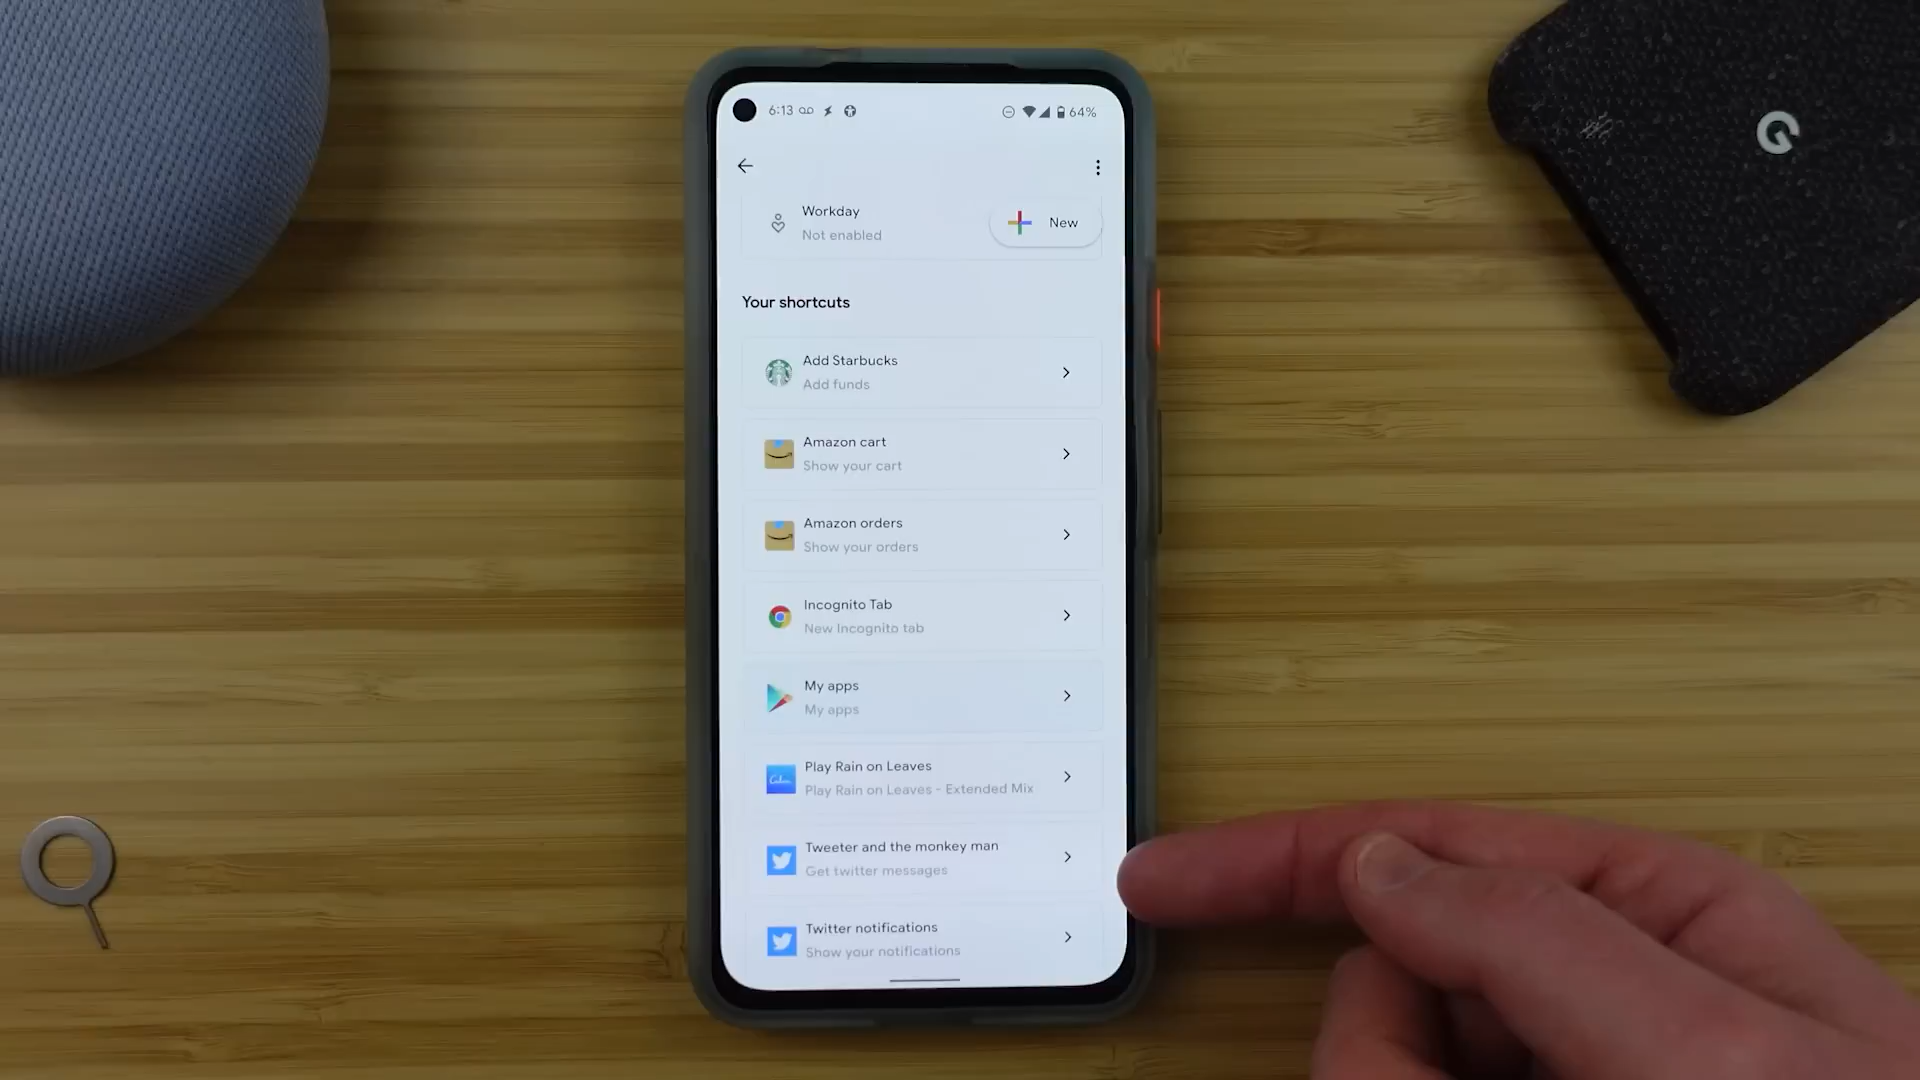 6:13
64%
Workday
Not enabled
New
Your shortcuts
Add Starbucks
Add funds
Amazon cart
Show your cart
Amazon orders
Show your orders
Incognito Tab
New Incognito tab
My apps
My apps
Play Rain on Leaves
Calm
Play Rain on Leaves - Extended Mix
Tweeter and the monkey man
Get twitter messages
Twitter notifications
Show your notifications
G